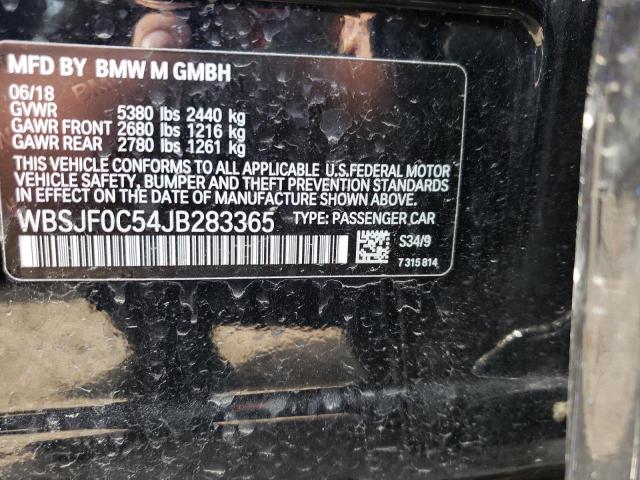 MFD BY BMW M GMBH
06/18
GVWR 5380 lbs 2440 kg
GAWR FRONT 2680 lbs 1216 kg
GAWR REAR 2780 lbs 1261 kg
THIS VEHICLE CONFORMS TO ALL APPLICABLE U.S.FEDERAL MOTOR
VEHICLE SAFETY, BUMPER, AND THEFT PREVENTION STANDARDS
IN EFFECT ON THE DATE OF MANUFACTURE SHOWN ABOVE.
WBSJF0C54JB283365 TYPE: PASSENGER CAR
S34/9
7 315 814